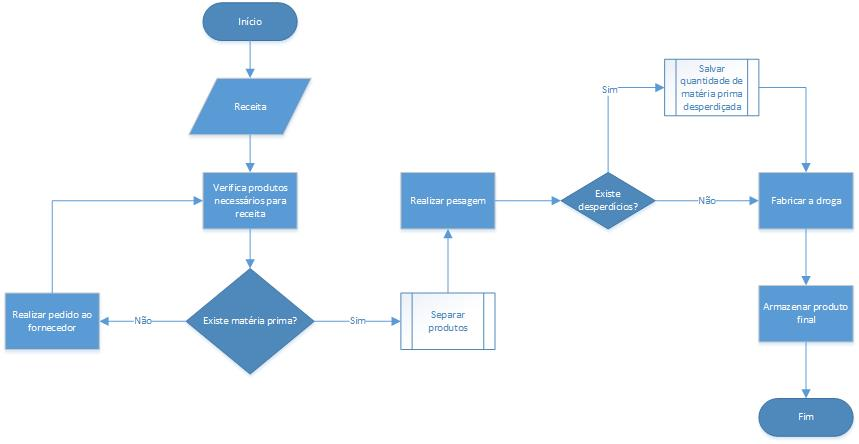 Início
Receita
Verifica produtos
necessários para
receita
Existe matéria prima?
Não
Realizar pedido ao
fornecedor
Sim
Separar
produtos
Realizar pesagem
Existe
desperdícios?
Sim
Salvar
quantidade de
matéria prima
desperdiçada
Não
Fabricar a droga
Armazenar produto
final
Fim